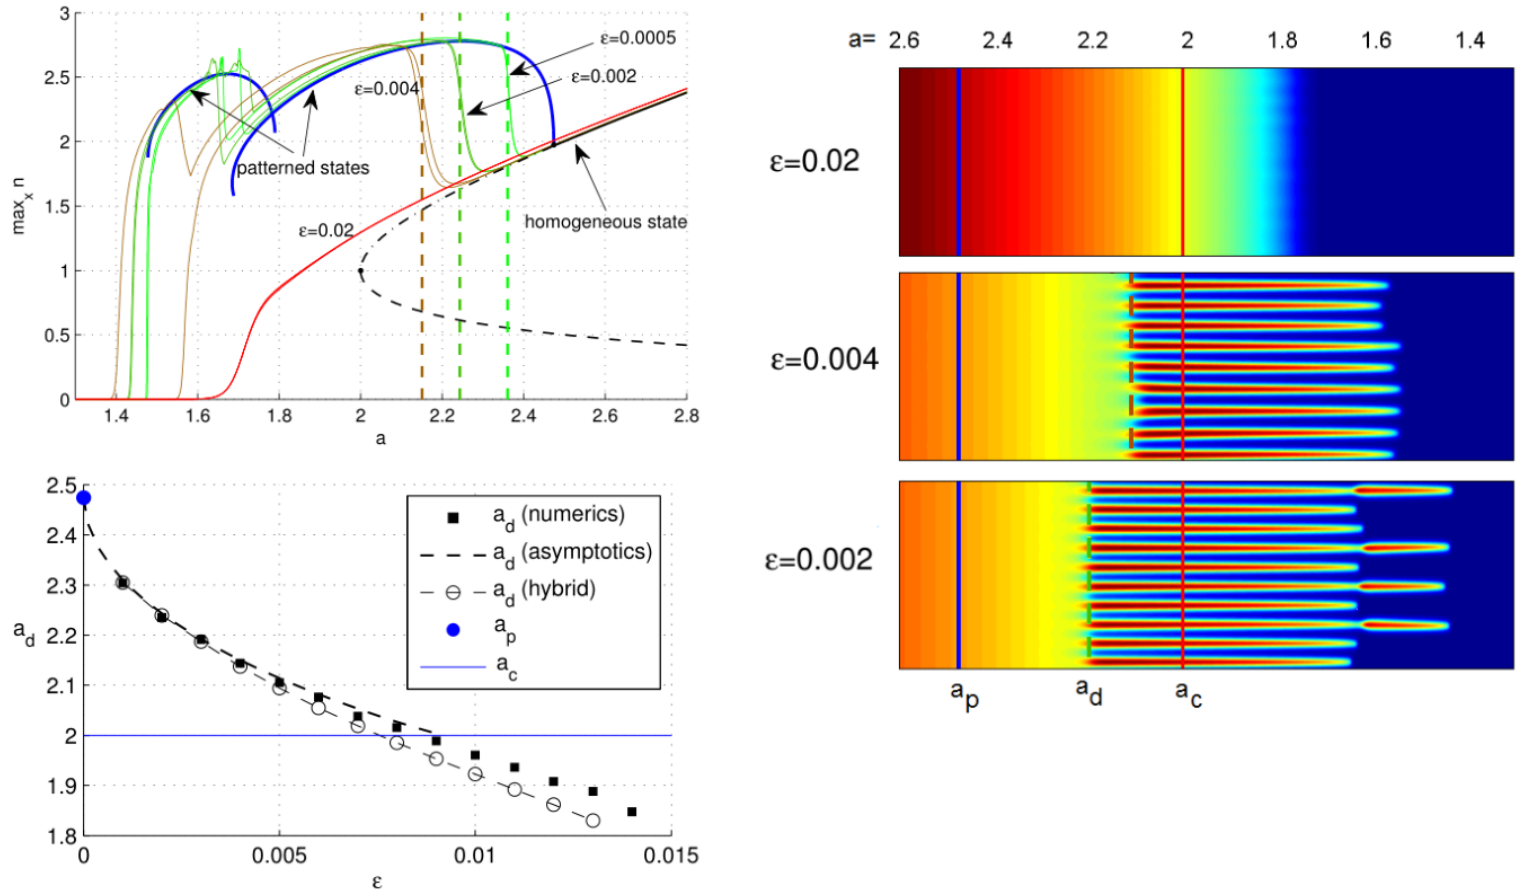 3
2.5
2
1.5
1
0.5
0
max_x n
1.4
1.6
1.8
2
2.2
2.4
2.6
2.8
a
ε=0.0005
ε=0.002
ε=0.004
patterned states
homogeneous state
ε=0.02
2.5
2.4
2.3
2.2
2.1
2
1.9
1.8
a_d
0
0.005
0.01
0.015
ε
a_d (numerics)
a_d (asymptotics)
a_d (hybrid)
a_p
a_c
a= 2.6 2.4 2.2 2 1.8 1.6 1.4
ε=0.02
ε=0.004
ε=0.002
a_p a_d a_c